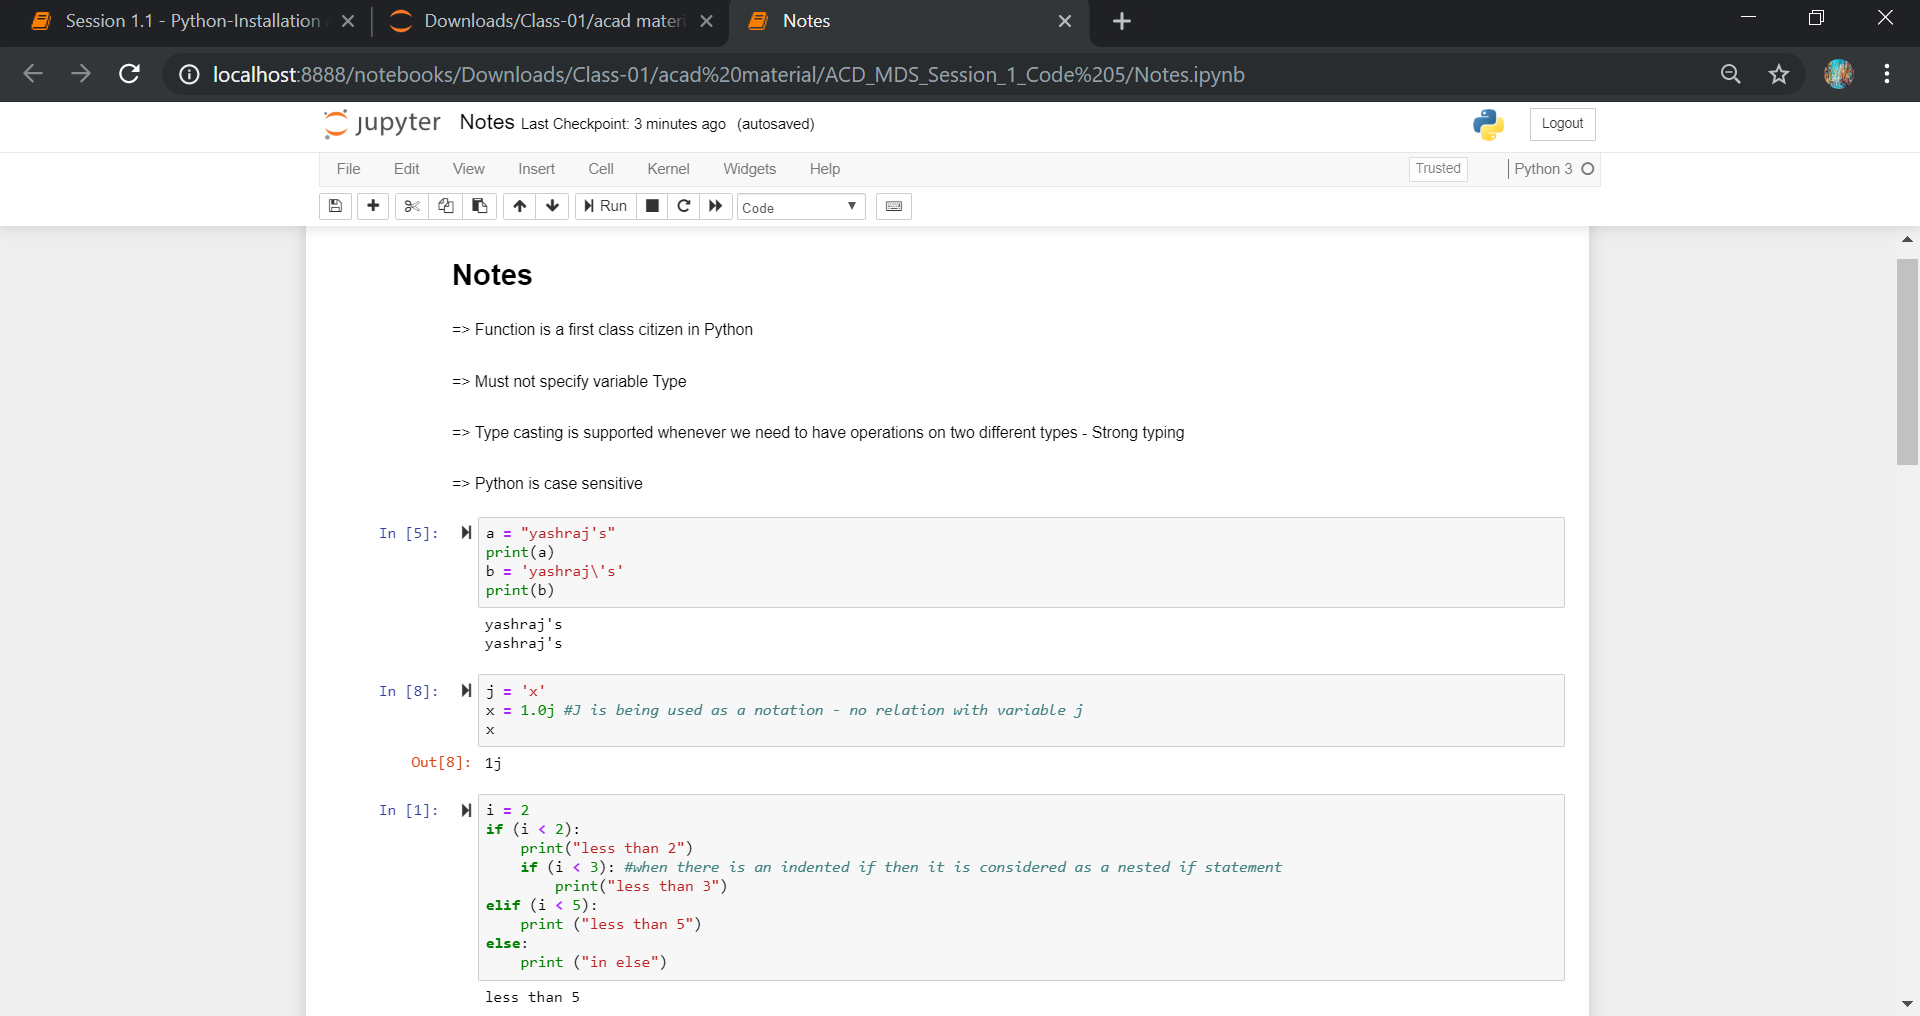 Session 1.1 - Python-Installation
Downloads/Class-01/acad materi
Notes
localhost:8888/notebooks/Downloads/Class-01/acad%20material/ACD_MDS_Session_1_Code%205/Notes.ipynb
jupyter Notes Last Checkpoint: 3 minutes ago (autosaved)
Logout
File Edit View Insert Cell Kernel Widgets Help
Trusted
Python 3
Run
Code
Notes
=> Function is a first class citizen in Python
=> Must not specify variable Type
=> Type casting is supported whenever we need to have operations on two different types - Strong typing
=> Python is case sensitive
In [5]:
a = "yashraj's"
print(a)
b = 'yashraj\'s'
print(b)
yashraj's
yashraj's
In [8]:
j = 'x'
x = 1.0j #J is being used as a notation - no relation with variable j
x
Out[8]: 1j
In [1]:
i = 2
if (i < 2):
    print("less than 2")
    if (i < 3): #when there is an indented if then it is considered as a nested if statement
        print("less than 3")
elif (i < 5):
    print ("less than 5")
else:
    print ("in else")
less than 5